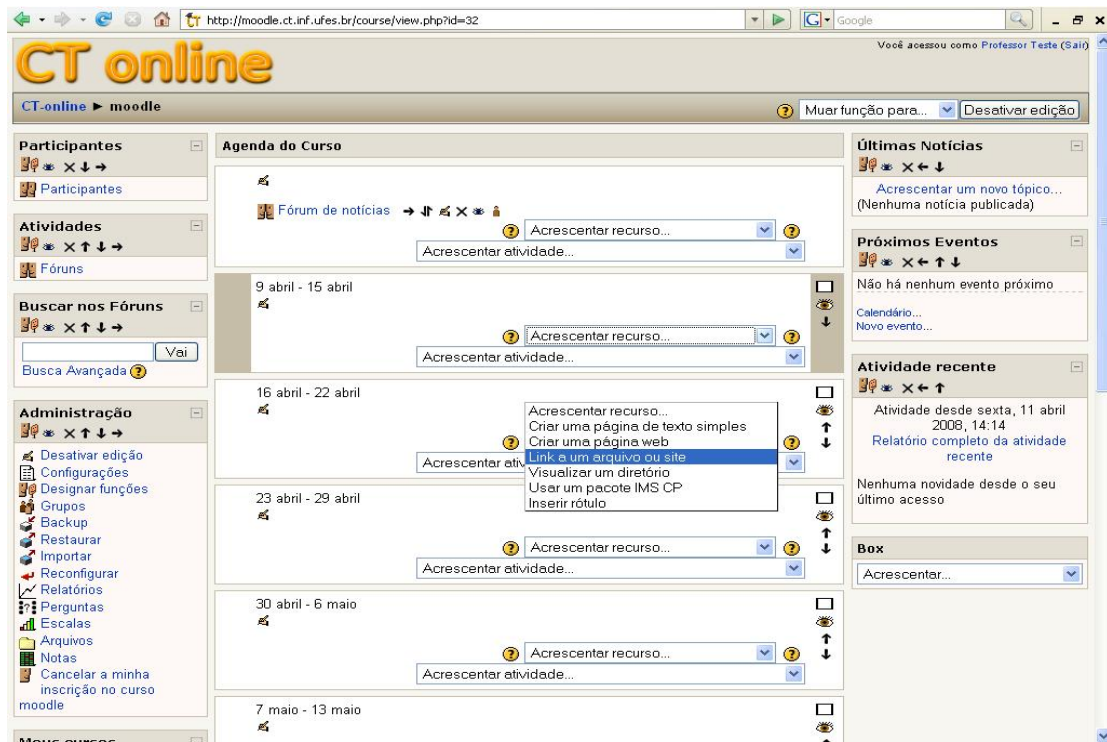 http://moodle.ct.inf.ufes.br/course/view.php?id=32
Google
CT online
Você acessou como Professor Teste (Sair)
CT-online ► moodle
Muar função para...
Desativar edição
Participantes
Participantes
Atividades
Fóruns
Buscar nos Fóruns
Vai
Busca Avançada
Administração
Desativar edição
Configurações
Designar funções
Grupos
Backup
Restaurar
Importar
Reconfigurar
Relatórios
Perguntas
Escalas
Arquivos
Notas
Cancelar a minha
inscrição no curso
moodle
Meus cursos
Agenda do Curso
Fórum de notícias
Acrescentar recurso...
Acrescentar atividade...
9 abril - 15 abril
Acrescentar recurso...
Acrescentar atividade...
16 abril - 22 abril
Acrescentar recurso...
Criar uma página de texto simples
Criar uma página web
Link a um arquivo ou site
Visualizar um diretório
Usar um pacote IMS CP
Inserir rótulo
Acrescentar ativ
23 abril - 29 abril
Acrescentar recurso...
Acrescentar atividade...
30 abril - 6 maio
Acrescentar recurso...
Acrescentar atividade...
7 maio - 13 maio
Últimas Notícias
Acrescentar um novo tópico...
(Nenhuma notícia publicada)
Próximos Eventos
Não há nenhum evento próximo
Calendário...
Novo evento...
Atividade recente
Atividade desde sexta, 11 abril
2008, 14:14
Relatório completo da atividade
recente
Nenhuma novidade desde o seu
último acesso
Box
Acrescentar...